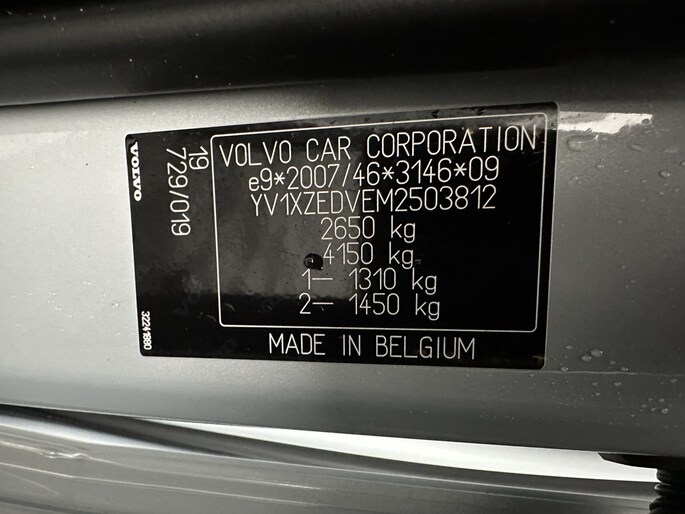 VOLVO
19
729/019
32241880
VOLVO CAR CORPORATION
e9*2007/46*3146*09
YV1XZEDVEM2503812
2650 kg
4150 kg
1– 1310 kg
2– 1450 kg
MADE IN BELGIUM